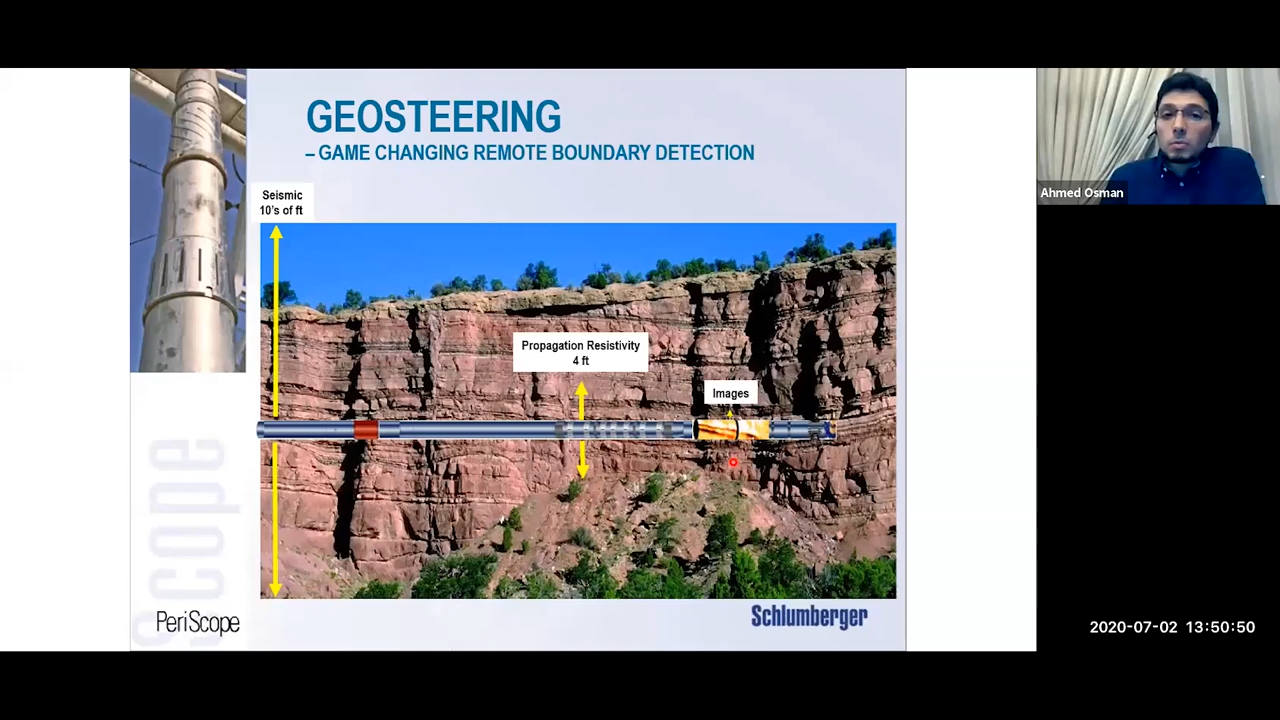 GEOSTEERING
– GAME CHANGING REMOTE BOUNDARY DETECTION
Seismic
10's of ft
Propagation Resistivity
4 ft
Images
scope
PeriScope
Schlumberger
Ahmed Osman
2020-07-02 13:50:50